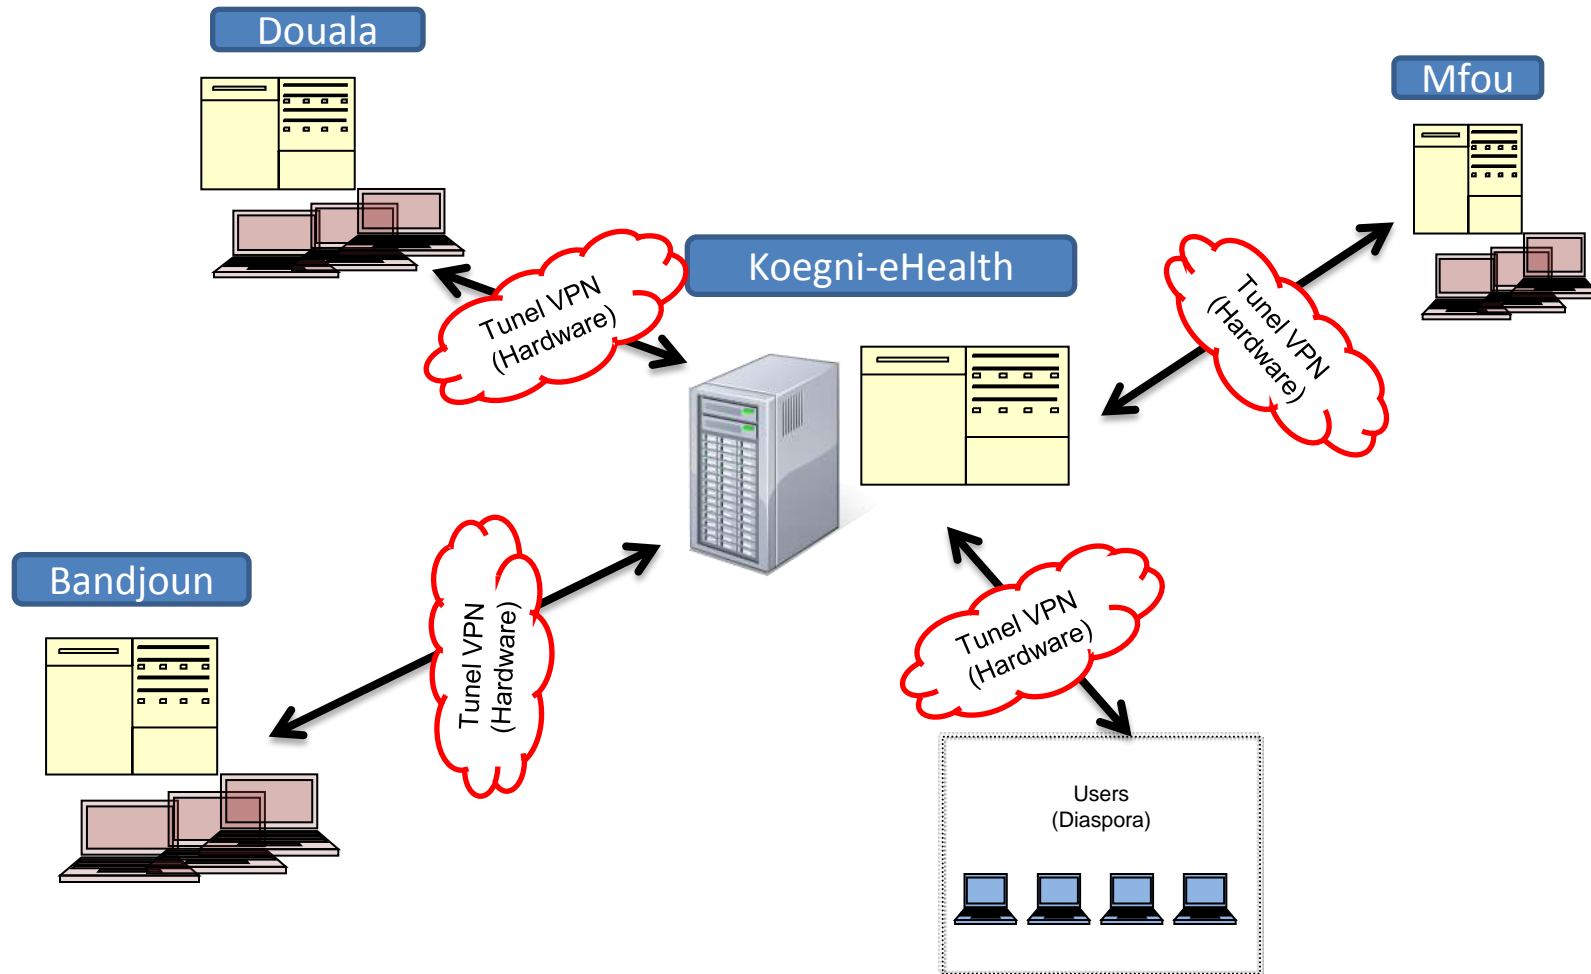 Douala
Mfou
Koegni-eHealth
Tunel VPN
(Hardware)
Tunel VPN
(Hardware)
Bandjoun
Tunel VPN
(Hardware)
Tunel VPN
(Hardware)
Users
(Diaspora)